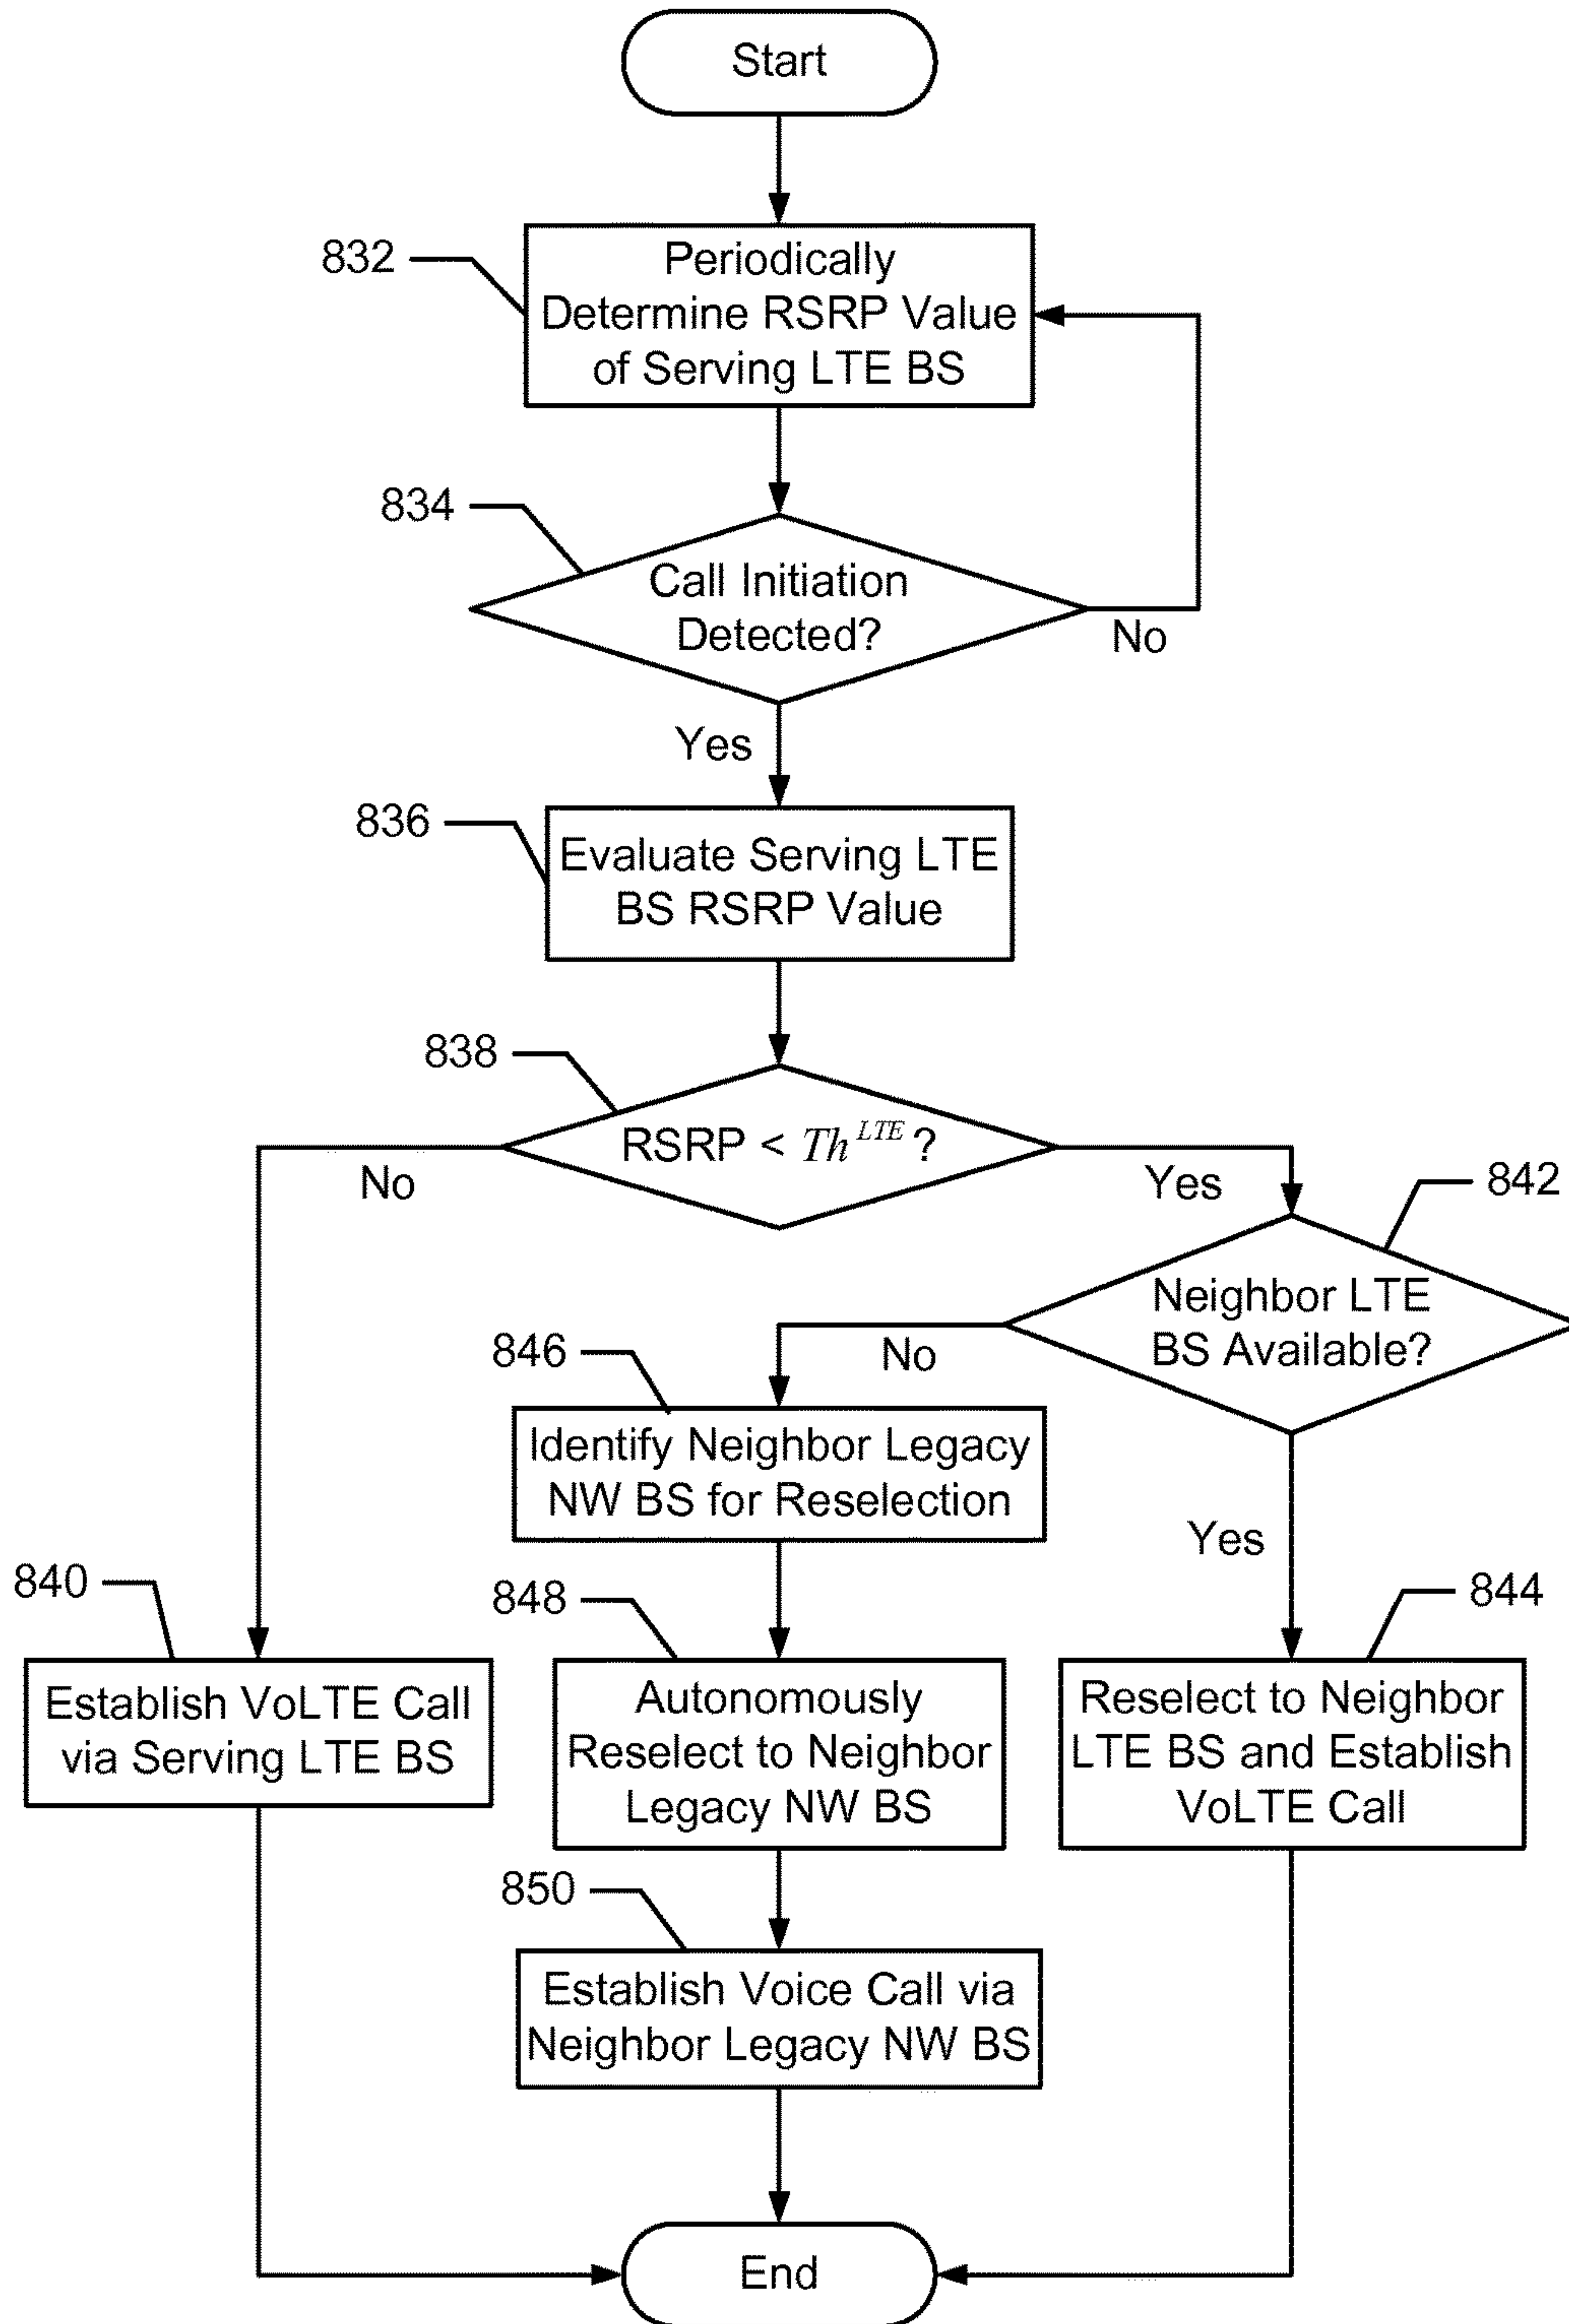 Start
832
Periodically
Determine RSRP Value
of Serving LTE BS
834
Call Initiation
Detected?
No
Yes
836
Evaluate Serving LTE
BS RSRP Value
838
RSRP < Th^LTE ?
No
Yes
842
Neighbor LTE
BS Available?
846
No
Identify Neighbor Legacy
NW BS for Reselection
Yes
840
848
844
Establish VoLTE Call
via Serving LTE BS
Autonomously
Reselect to Neighbor
Legacy NW BS
Reselect to Neighbor
LTE BS and Establish
VoLTE Call
850
Establish Voice Call via
Neighbor Legacy NW BS
End